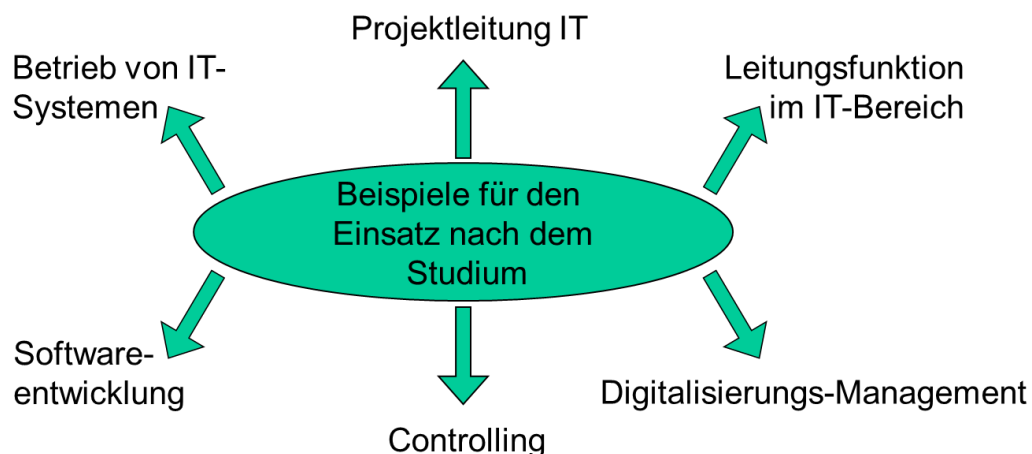 Projektleitung IT
Betrieb von IT-
Systemen
Leitungsfunktion
im IT-Bereich
Beispiele für den
Einsatz nach dem
Studium
Software-
entwicklung
Digitalisierungs-Management
Controlling